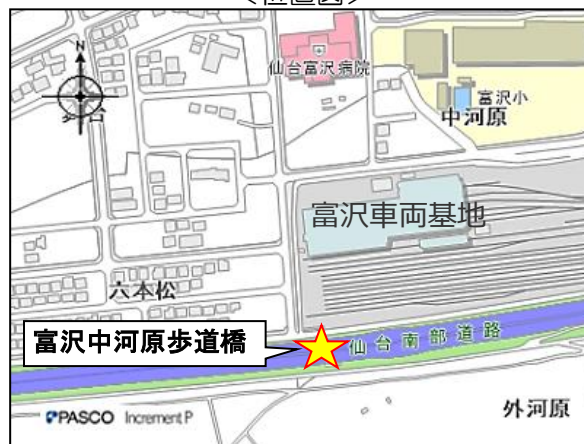 <位置図>
N
仙台富沢病院
富沢小
中河原
富沢車両基地
六本松
富沢中河原歩道橋
仙台南部道路
PASCO Increment P
外河原